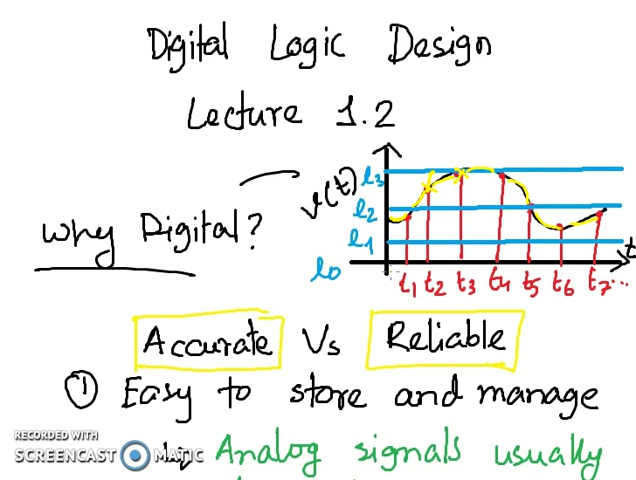 Digital Logic Design
Lecture 1.2
Why Digital?
v(t)
l3
l2
l1
l0
t
t1 t2 t3 t4 t5 t6 t7...
Accurate Vs Reliable
① Easy to store and manage
Analog signals usually
RECORDED WITH
SCREENCAST MATIC